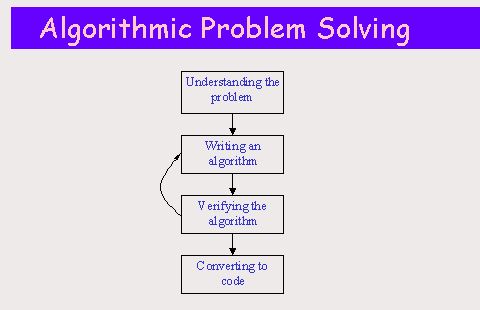 Algorithmic Problem Solving
Understanding the
problem
Writing an
algorithm
Verifying the
algorithm
Converting to
code